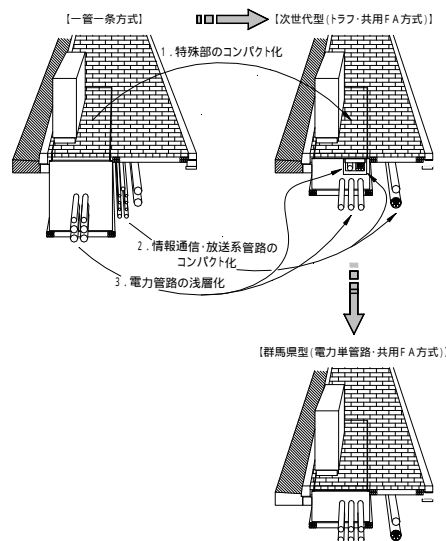 【一管一条方式】
【次世代型(トラフ・共用FA方式)】
1.特殊部のコンパクト化
2.情報通信・放送系管路の
コンパクト化
3.電力管路の浅層化
【群馬県型(電力単管路・共用FA方式)】